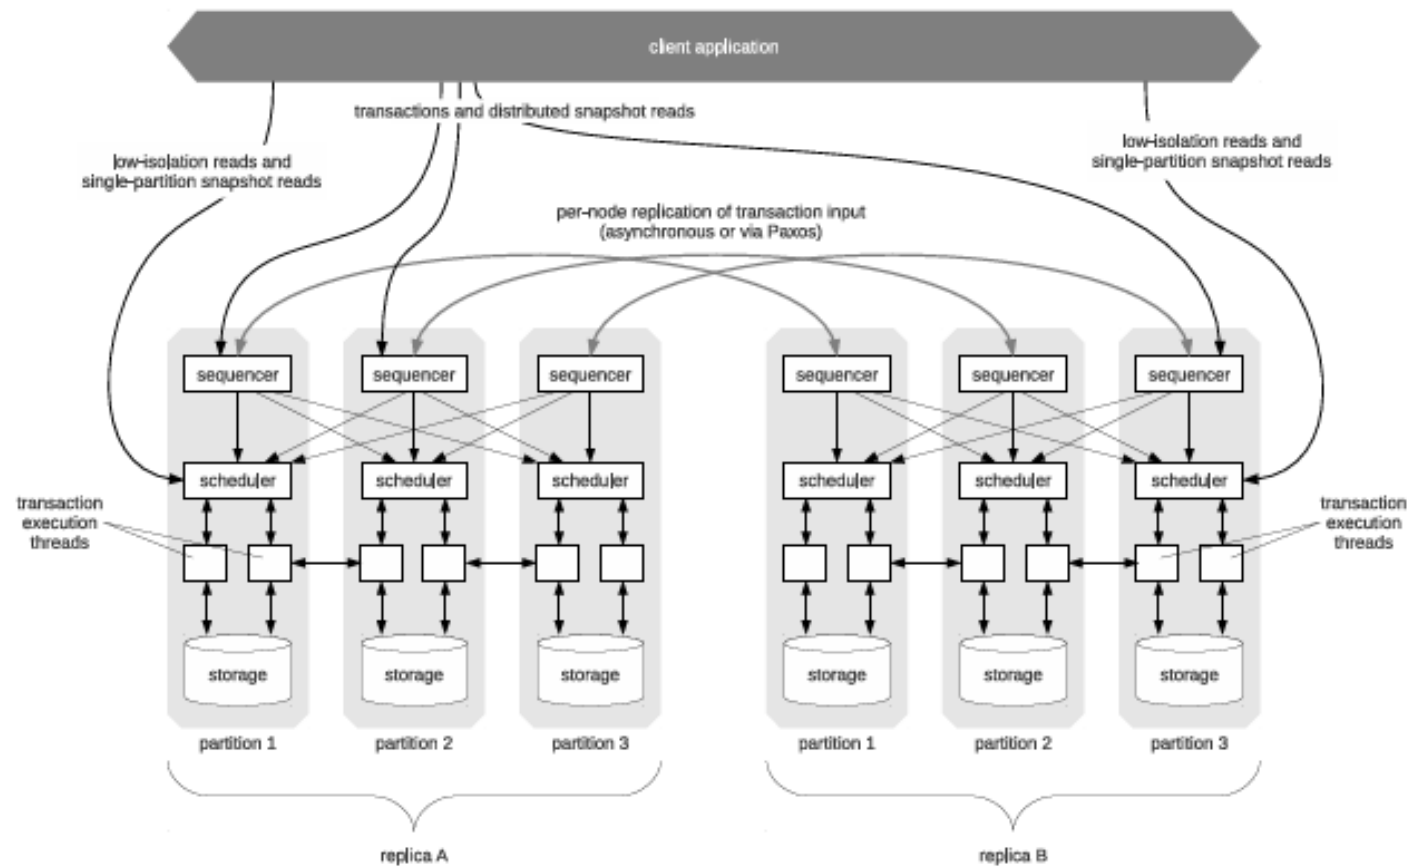 client application
transactions and distributed snapshot reads
low-isolation reads and
single-partition snapshot reads
low-isolation reads and
single-partition snapshot reads
per-node replication of transaction input
(asynchronous or via Paxos)
sequencer
sequencer
sequencer
sequencer
sequencer
sequencer
scheduler
scheduler
scheduler
scheduler
scheduler
scheduler
transaction
execution
threads
transaction
execution
threads
storage
storage
storage
storage
storage
storage
partition 1
partition 2
partition 3
partition 1
partition 2
partition 3
replica A
replica B